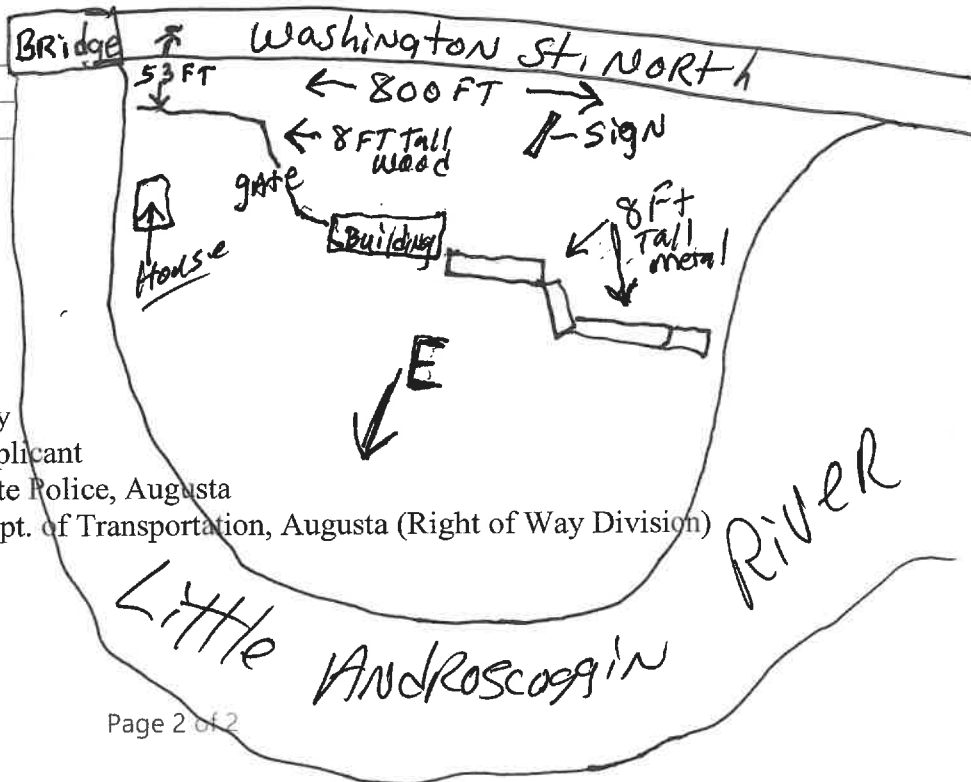 BRidge
Washington St. NoRth
53 FT
← 800 FT →
← 8 FT Tall
wood
SigN
gAte
House
Building
8 Ft
Tall
metal
E
y
plicant
te Police, Augusta
pt. of Transportation, Augusta (Right of Way Division)
Little ANdRoscoggiN RiveR
Page 2 of 2